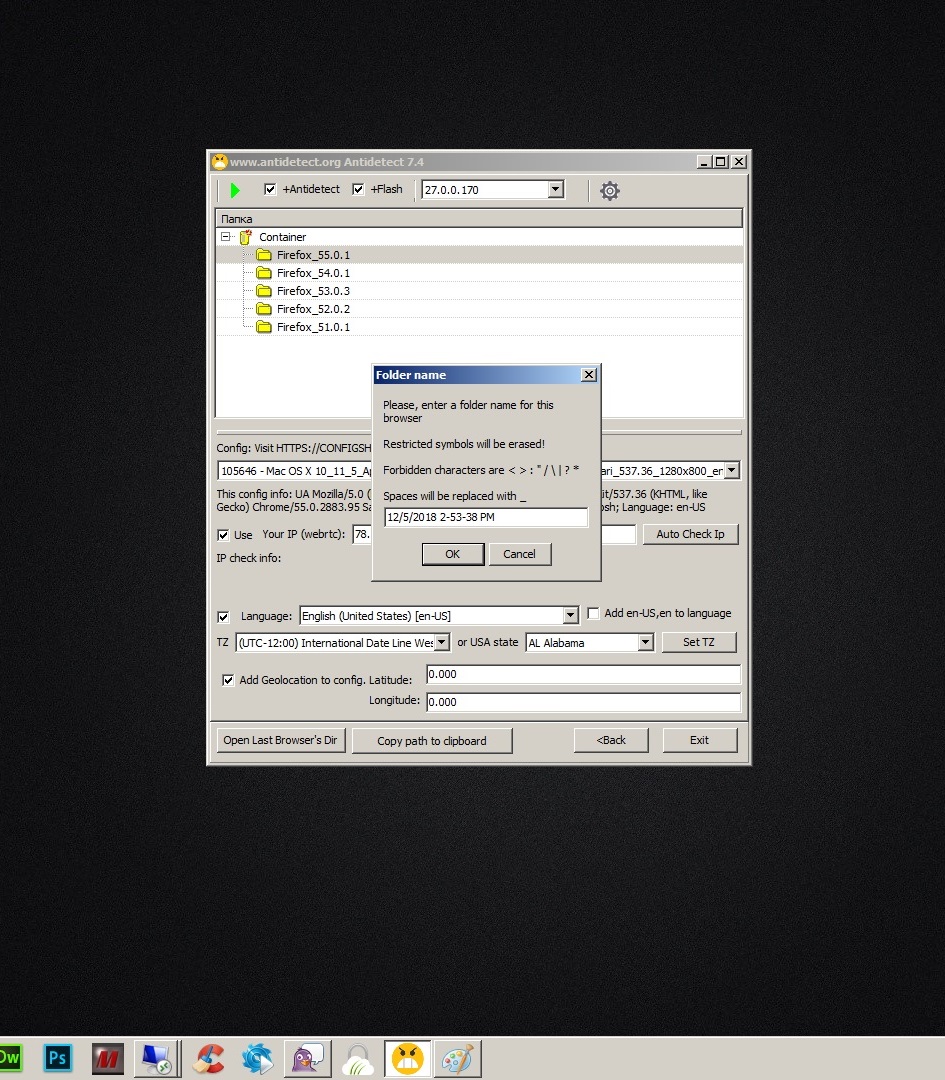 www.antidetect.org Antidetect 7.4
+Antidetect +Flash 27.0.0.170
Папка
Container
Firefox_55.0.1
Firefox_54.0.1
Firefox_53.0.3
Firefox_52.0.2
Firefox_51.0.1
Folder name
Please, enter a folder name for this
browser
Restricted symbols will be erased!
Forbidden characters are < > : " / \ | ? *
Spaces will be replaced with _
12/5/2018 2-53-38 PM
OK Cancel
Config: Visit HTTPS://CONFIGSH
105646 - Mac OS X 10_11_5_Ap ari_537.36_1280x800_en
This config info: UA Mozilla/5.0 ( it/537.36 (KHTML, like
Gecko) Chrome/55.0.2883.95 Sa osh; Language: en-US
Use Your IP (webrtc): 78. Auto Check Ip
IP check info:
Language: English (United States) [en-US] Add en-US,en to language
TZ (UTC-12:00) International Date Line Wes or USA state AL Alabama Set TZ
Add Geolocation to config. Latitude: 0.000
Longitude: 0.000
Open Last Browser's Dir Copy path to clipboard <Back Exit
Dw Ps M